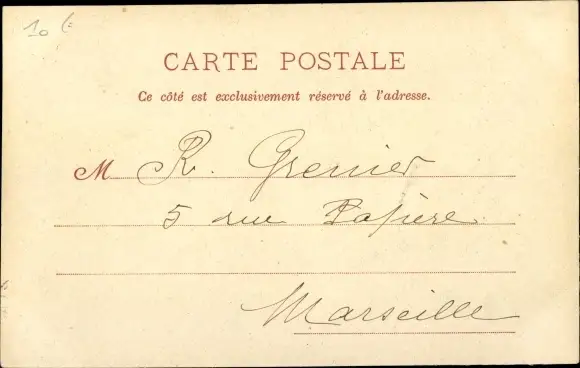 10 €
CARTE POSTALE
Ce côté est exclusivement réservé à l'adresse.
M R. Grenier
5 rue Papère
Marseille